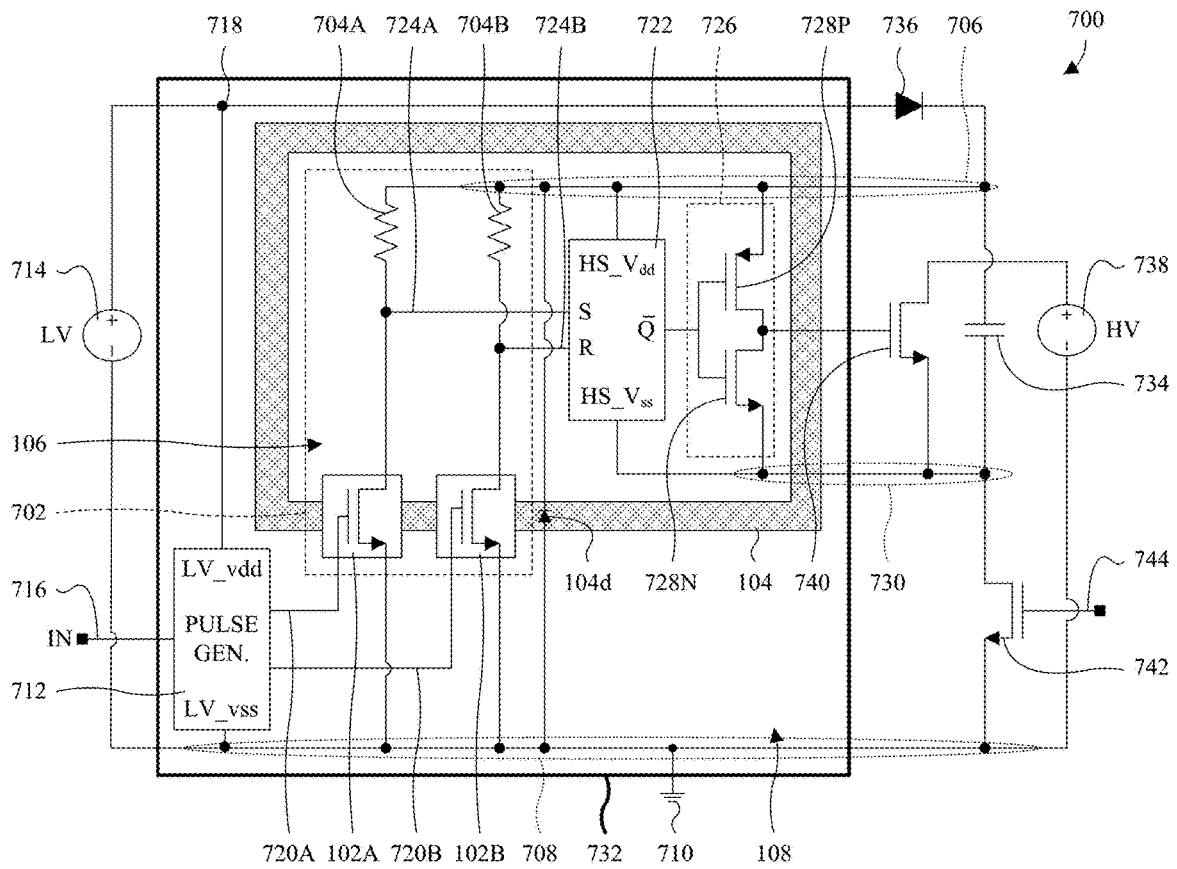 718 704A 724A 704B 724B 722 726 728P 736 706
700
714
LV
738
HV
HS_Vdd
S
Q̅
R
HS_Vss
734
106
702
716
LV_vdd
104d 728N 104 740 730 744
IN
PULSE
GEN.
712
LV_vss
742
720A 102A 720B 102B 708 732 710 108